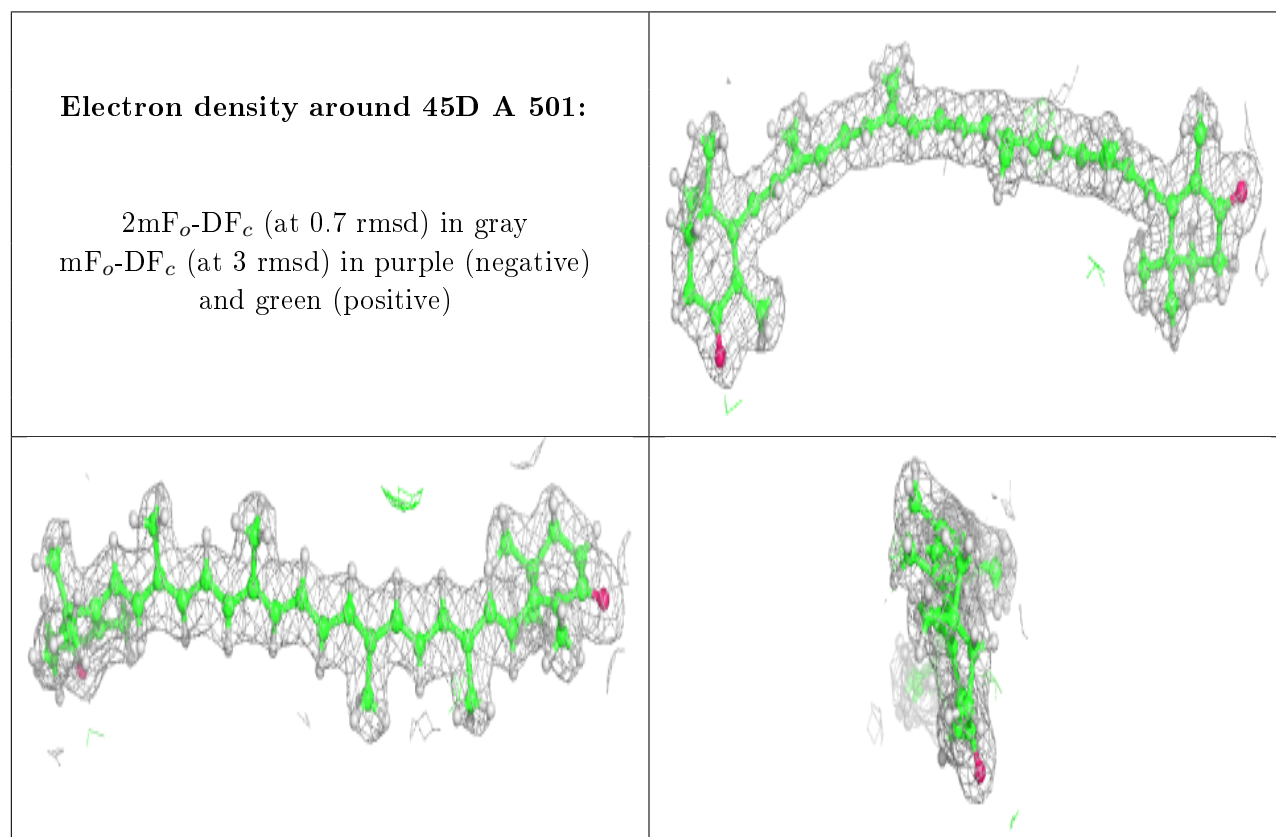 Electron density around 45D A 501:
2mFo-DFc (at 0.7 rmsd) in gray
mFo-DFc (at 3 rmsd) in purple (negative)
and green (positive)